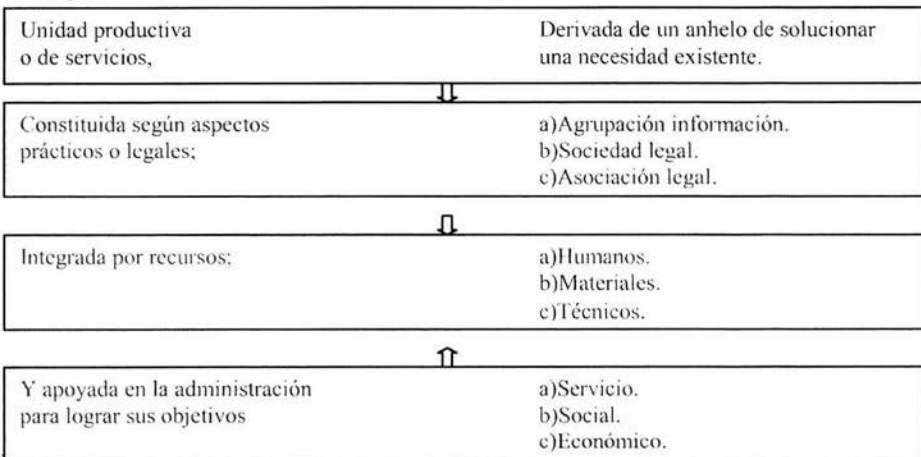 Unidad productiva
o de servicios,
Derivada de un anhelo de solucionar
una necesidad existente.
Constituida según aspectos
prácticos o legales;
a)Agrupación información.
b)Sociedad legal.
c)Asociación legal.
Integrada por recursos;
a)Humanos.
b)Materiales.
c)Técnicos.
Y apoyada en la administración
para lograr sus objetivos
a)Servicio.
b)Social.
c)Económico.